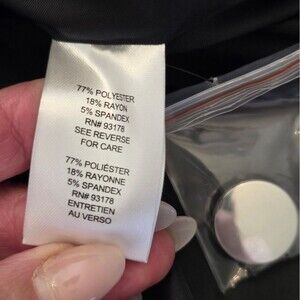 77% POLYESTER
18% RAYON
5% SPANDEX
RN# 93178
SEE REVERSE
FOR CARE
77% POLIÉSTER
18% RAYONNE
5% SPANDEX
RN# 93178
ENTRETIEN
AU VERSO